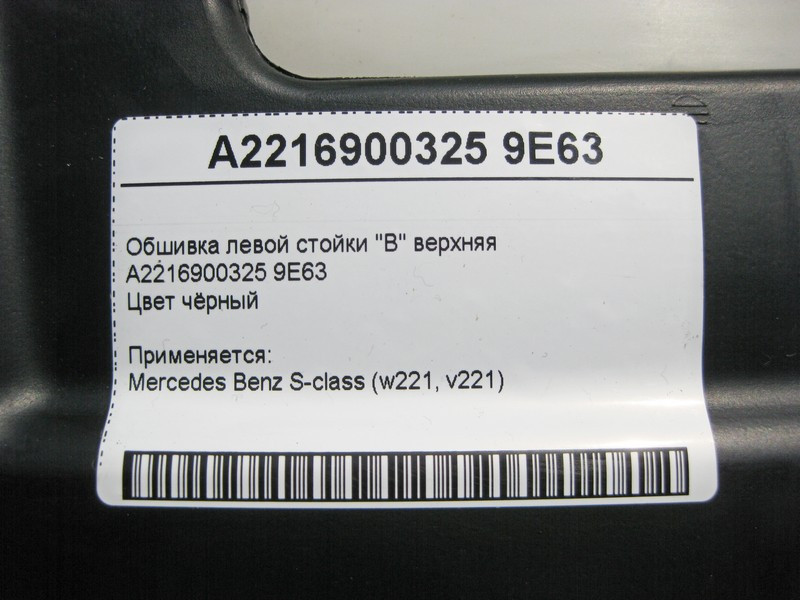 A2216900325 9E63
Обшивка левой стойки "В" верхняя
A2216900325 9E63
Цвет чёрный
Применяется:
Mercedes Benz S-class (w221, v221)